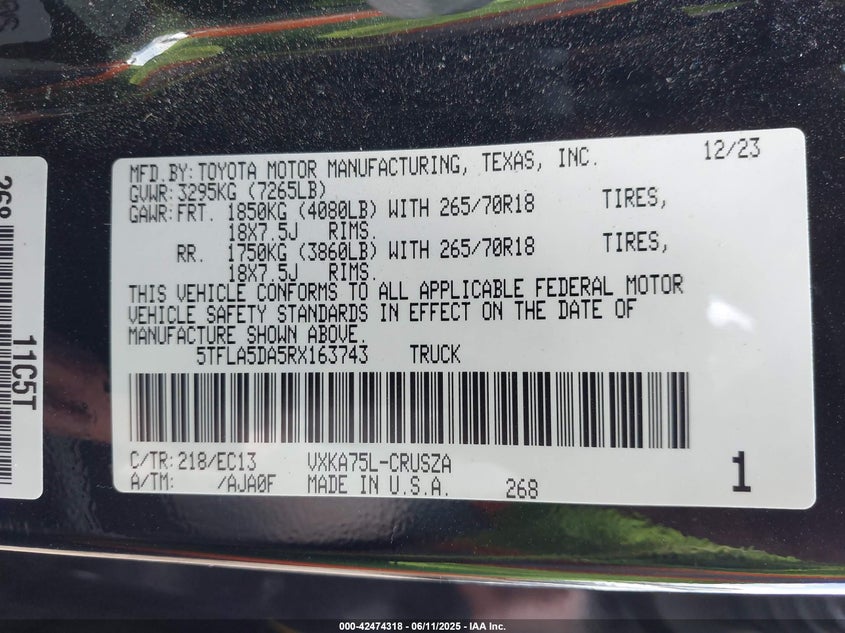 268
11C5T
MFD.BY: TOYOTA MOTOR MANUFACTURING, TEXAS, INC. 12/23
GVWR: 3295KG (7265LB)
GAWR: FRT. 1850KG (4080LB) WITH 265/70R18 TIRES,
18X7.5J RIMS.
RR. 1750KG (3860LB) WITH 265/70R18 TIRES,
18X7.5J RIMS.
THIS VEHICLE CONFORMS TO ALL APPLICABLE FEDERAL MOTOR
VEHICLE SAFETY STANDARDS IN EFFECT ON THE DATE OF
MANUFACTURE SHOWN ABOVE.
5TFLA5DA5RX163743 TRUCK
C/TR: 218/EC13 VXKA75L-CRUSZA
A/TM: /AJA0F MADE IN U.S.A. 268 1
000-42474318 - 06/11/2025 - IAA Inc.